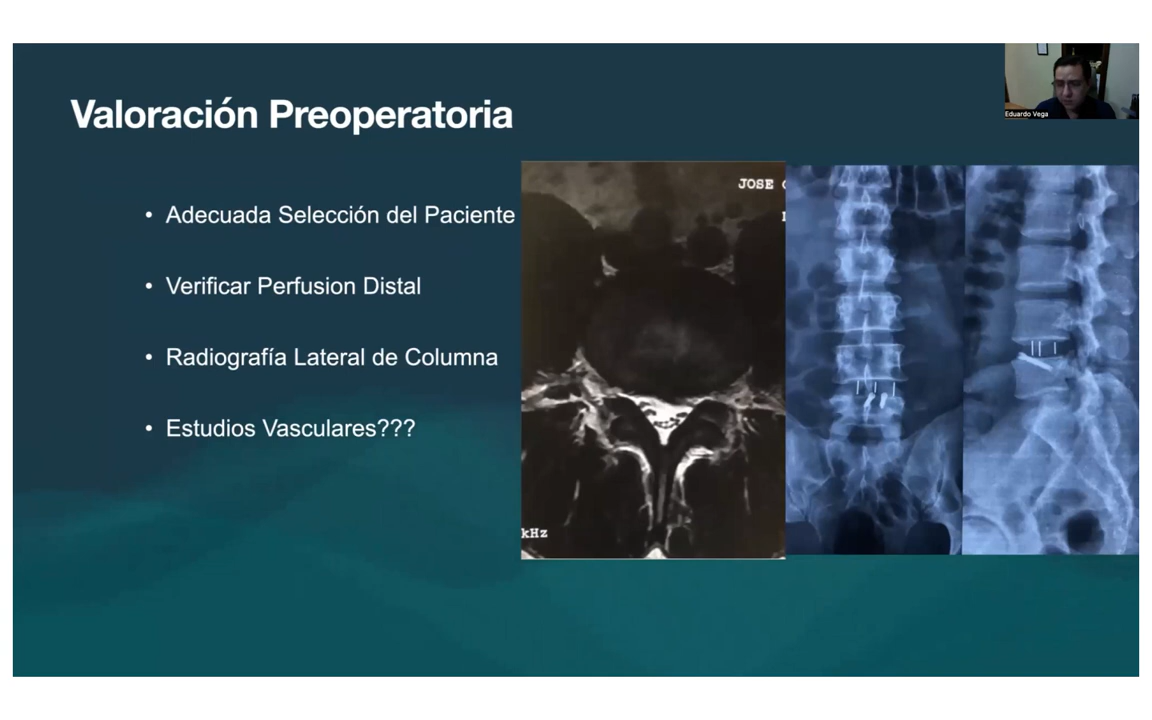 Valoración Preoperatoria
Eduardo Vega
• Adecuada Selección del Paciente
• Verificar Perfusion Distal
• Radiografía Lateral de Columna
• Estudios Vasculares???
JOSE
kHz